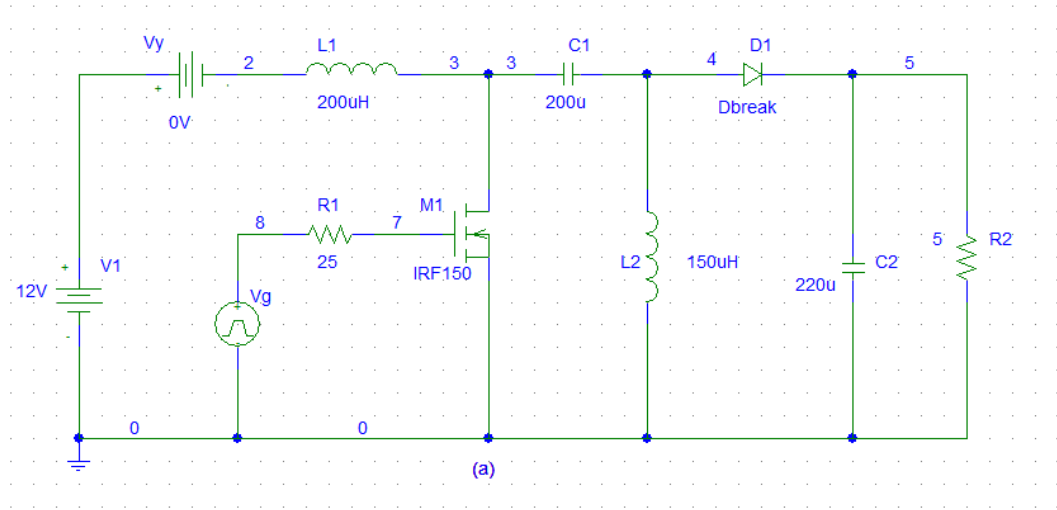 Vy
L1
C1
D1
2
3
3
4
5
+
-
200uH
200u
Dbreak
0V
R1
M1
8
7
5
R2
+
V1
25
IRF150
L2
150uH
C2
12V
Vg
+
220u
-
-
0
0
(a)